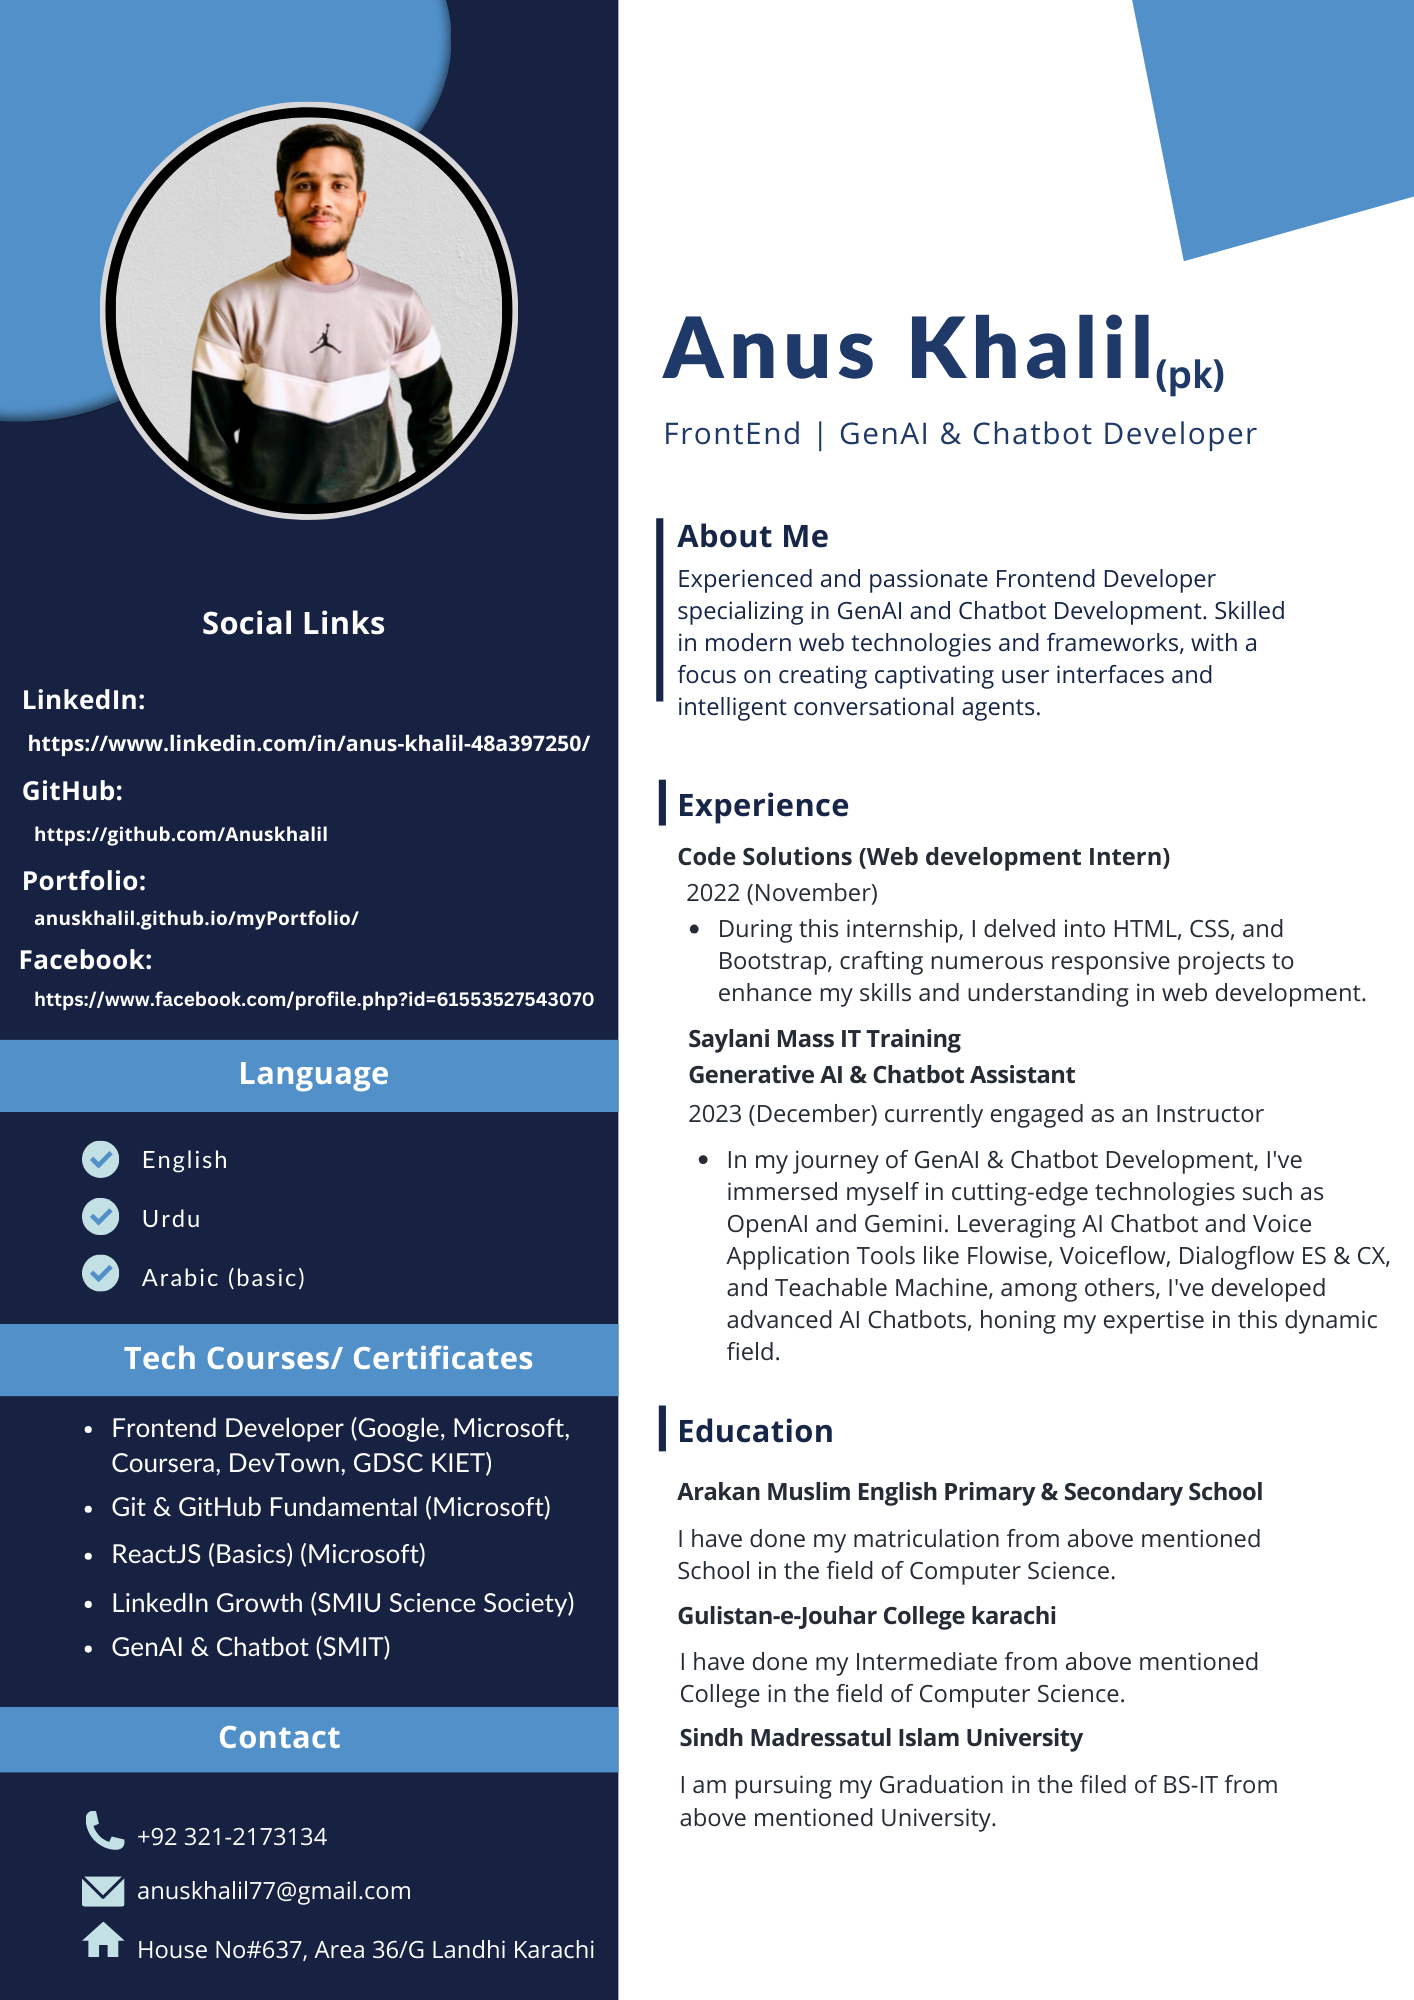 Social Links
LinkedIn:
https://www.linkedin.com/in/anus-khalil-48a397250/
GitHub:
https://github.com/Anuskhalil
Portfolio:
anuskhalil.github.io/myPortfolio/
Facebook:
https://www.facebook.com/profile.php?id=61553527543070
Language
English
Urdu
Arabic (basic)
Tech Courses/ Certificates
• Frontend Developer (Google, Microsoft,
Coursera, DevTown, GDSC KIET)
• Git & GitHub Fundamental (Microsoft)
• ReactJS (Basics) (Microsoft)
• LinkedIn Growth (SMIU Science Society)
• GenAI & Chatbot (SMIT)
Contact
+92 321-2173134
anuskhalil77@gmail.com
House No#637, Area 36/G Landhi Karachi
Anus Khalil(pk)
FrontEnd | GenAI & Chatbot Developer
About Me
Experienced and passionate Frontend Developer
specializing in GenAI and Chatbot Development. Skilled
in modern web technologies and frameworks, with a
focus on creating captivating user interfaces and
intelligent conversational agents.
Experience
Code Solutions (Web development Intern)
2022 (November)
• During this internship, I delved into HTML, CSS, and
Bootstrap, crafting numerous responsive projects to
enhance my skills and understanding in web development.
Saylani Mass IT Training
Generative AI & Chatbot Assistant
2023 (December) currently engaged as an Instructor
• In my journey of GenAI & Chatbot Development, I've
immersed myself in cutting-edge technologies such as
OpenAI and Gemini. Leveraging AI Chatbot and Voice
Application Tools like Flowise, Voiceflow, Dialogflow ES & CX,
and Teachable Machine, among others, I've developed
advanced AI Chatbots, honing my expertise in this dynamic
field.
Education
Arakan Muslim English Primary & Secondary School
I have done my matriculation from above mentioned
School in the field of Computer Science.
Gulistan-e-Jouhar College karachi
I have done my Intermediate from above mentioned
College in the field of Computer Science.
Sindh Madressatul Islam University
I am pursuing my Graduation in the filed of BS-IT from
above mentioned University.